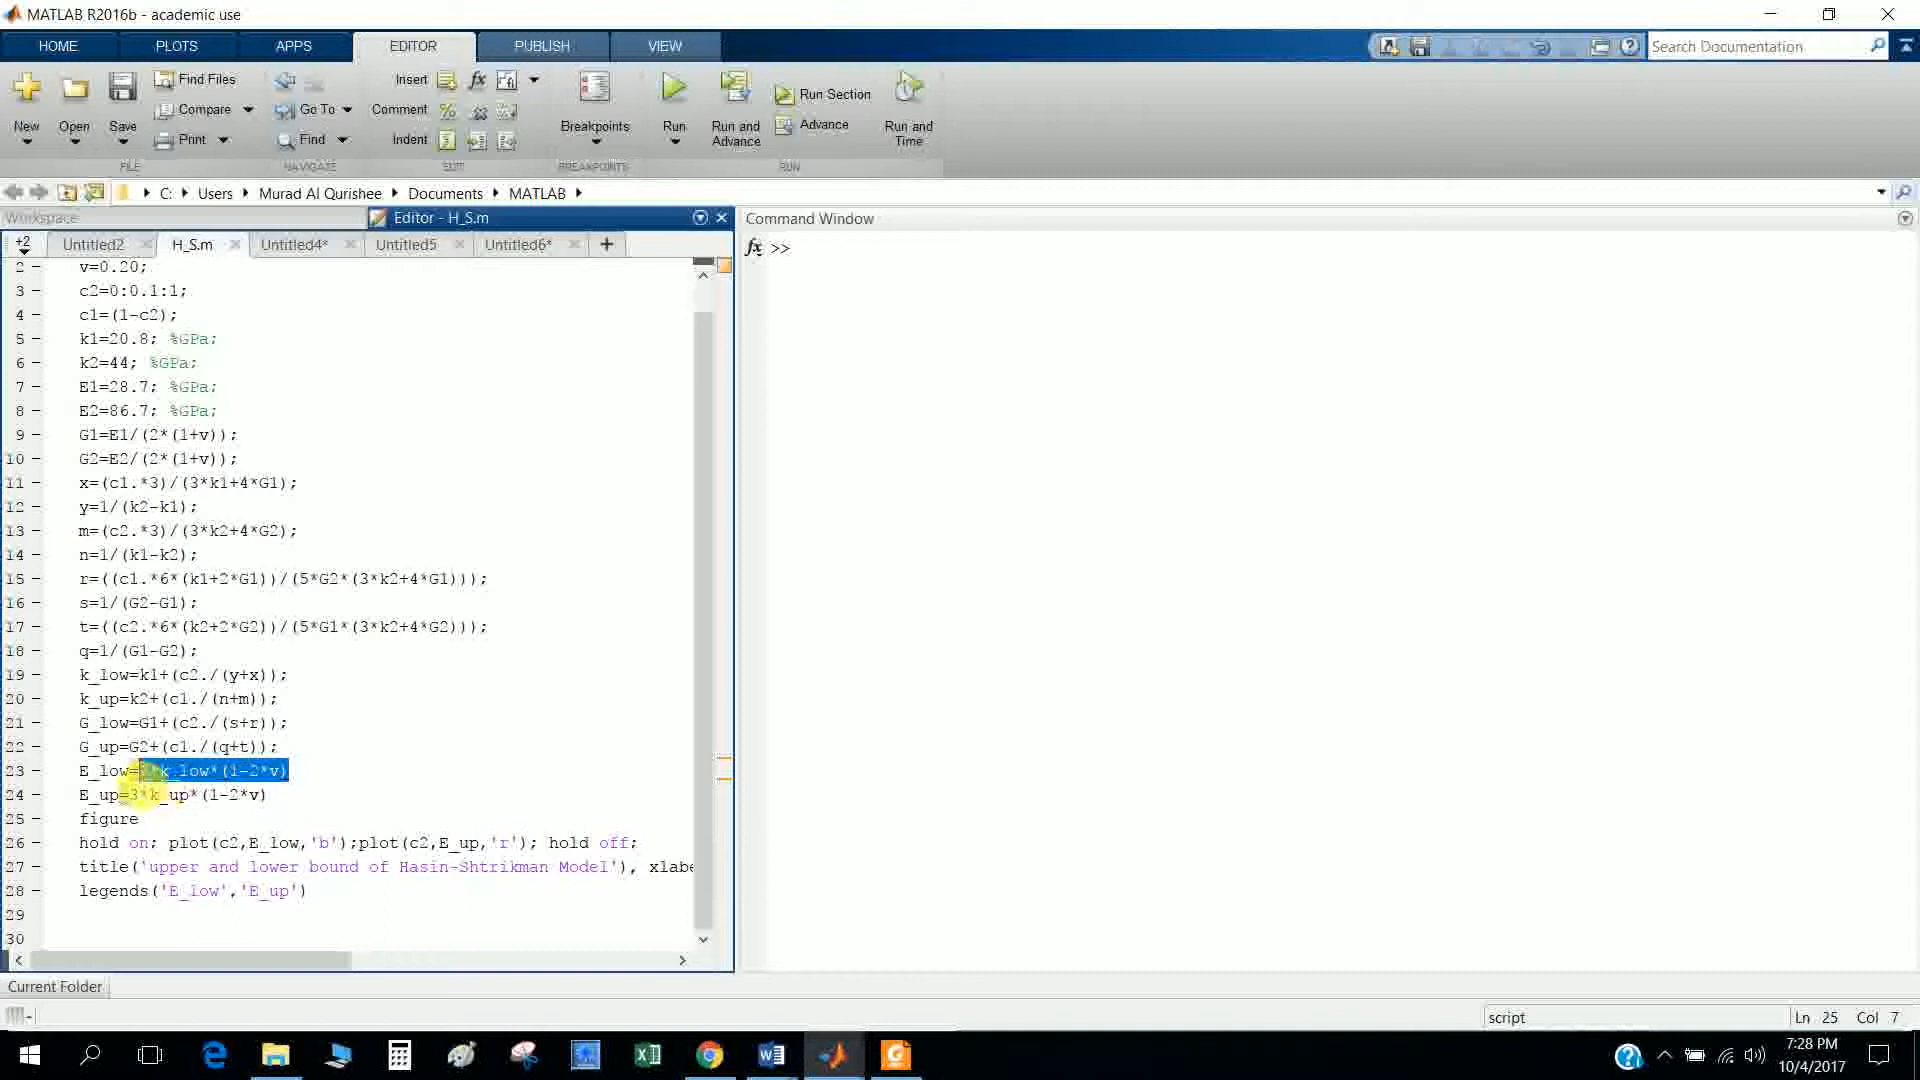 MATLAB R2016b - academic use
HOME PLOTS APPS EDITOR PUBLISH VIEW
Search Documentation
New Open Save
Find Files
Compare
Print
Go To
Find
Insert
Comment
Indent
Breakpoints
Run
Run and Advance
Run Section
Advance
Run and Time
FILE NAVIGATE EDIT BREAKPOINTS RUN
C: Users Murad Al Qurishee Documents MATLAB
Workspace
Editor - H_S.m
Command Window
+2 Untitled2 H_S.m Untitled4* Untitled5 Untitled6* +
fx >>
2 – v=0.20;
3 – c2=0:0.1:1;
4 – c1=(1-c2);
5 – k1=20.8; %GPa;
6 – k2=44; %GPa;
7 – E1=28.7; %GPa;
8 – E2=86.7; %GPa;
9 – G1=E1/(2*(1+v));
10 – G2=E2/(2*(1+v));
11 – x=(c1.*3)/(3*k1+4*G1);
12 – y=1/(k2-k1);
13 – m=(c2.*3)/(3*k2+4*G2);
14 – n=1/(k1-k2);
15 – r=((c1.*6*(k1+2*G1))/(5*G2*(3*k2+4*G1)));
16 – s=1/(G2-G1);
17 – t=((c2.*6*(k2+2*G2))/(5*G1*(3*k2+4*G2)));
18 – q=1/(G1-G2);
19 – k_low=k1+(c2./(y+x));
20 – k_up=k2+(c1./(n+m));
21 – G_low=G1+(c2./(s+r));
22 – G_up=G2+(c1./(q+t));
23 – E_low=3*k_low*(1-2*v)
24 – E_up=3*k_up*(1-2*v)
25 – figure
26 – hold on; plot(c2,E_low,'b');plot(c2,E_up,'r'); hold off;
27 – title('upper and lower bound of Hasin-Shtrikman Model'), xlabe
28 – legends('E_low','E_up')
29
30
Current Folder
script
Ln 25 Col 7
7:28 PM
10/4/2017